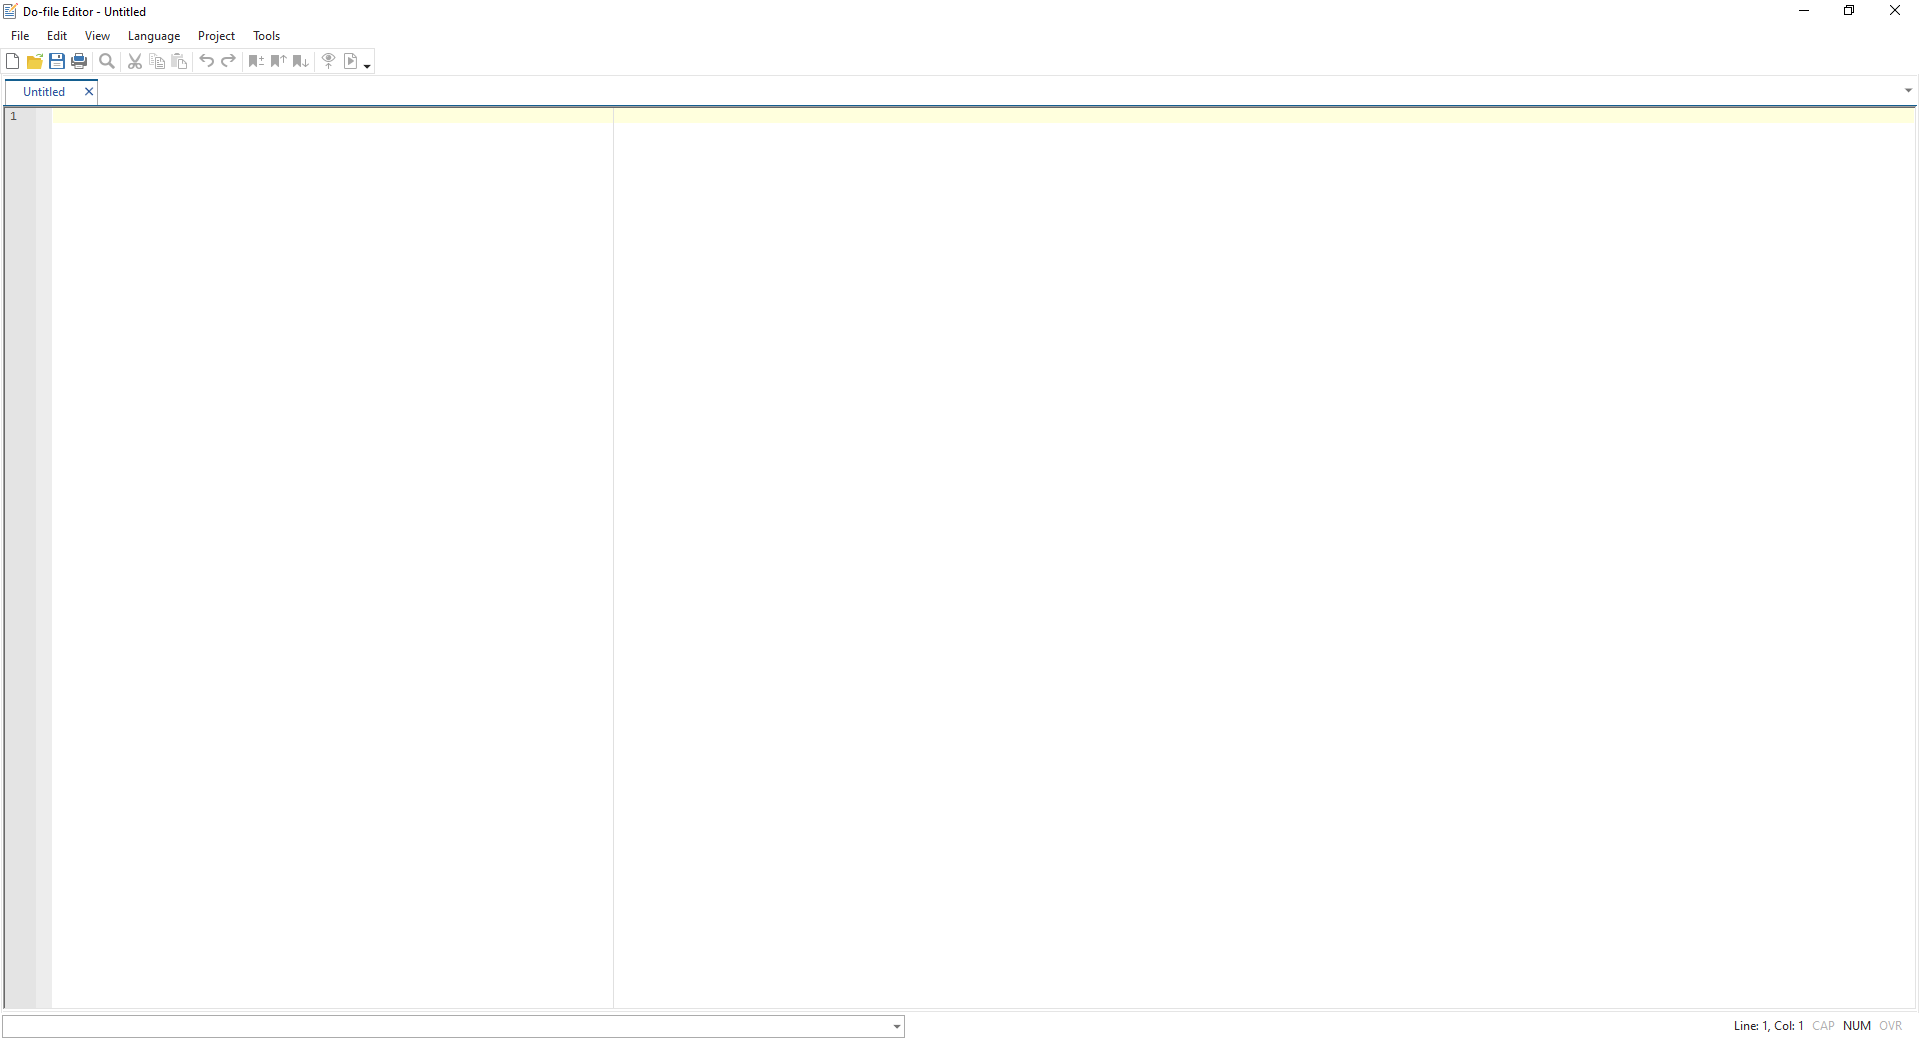 Do-file Editor - Untitled
File Edit View Language Project Tools
Untitled
1
Line: 1, Col: 1 CAP NUM OVR